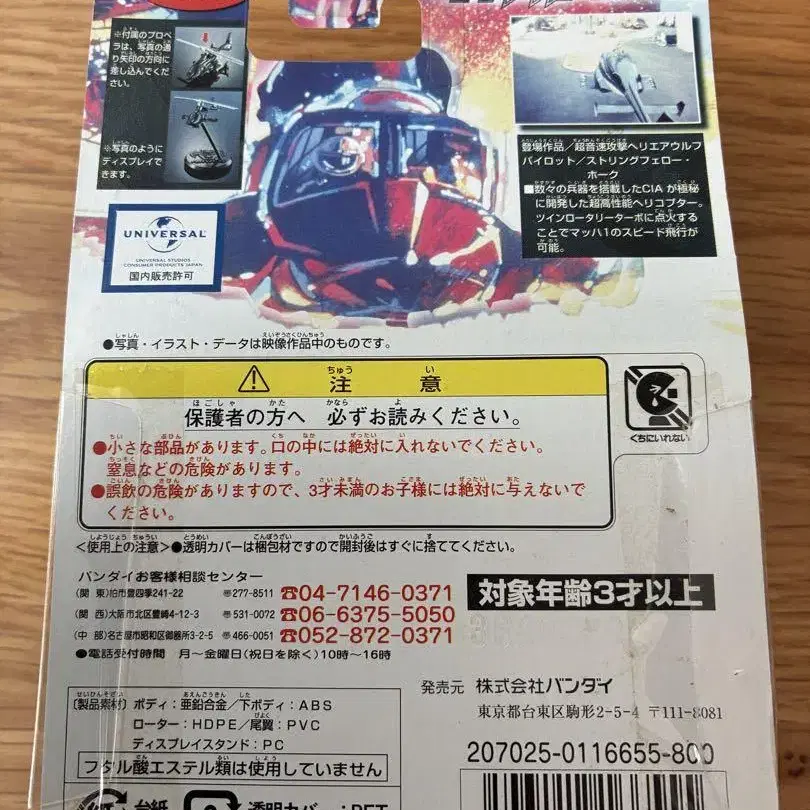 ※付属のプロペ
ラは、写真の通
り矢印の方向に
差し込んでくだ
さい。
※写真のように
ディスプレイで
きます。
UNIVERSAL
UNIVERSAL STUDIOS
CONSUMER PRODUCTS JAPAN
国内販売許可
登場作品／超音速攻撃ヘリエアウルフ
パイロット／ストリングフェロー・
ホーク
■数々の兵器を搭載したCIA が極秘
に開発した超高性能ヘリコプター。
ツインロータリーターボに点火する
ことでマッハ1のスピード飛行が
可能。
●写真・イラスト・データは映像作品中のものです。
注意
保護者の方へ 必ずお読みください。
●小さな部品があります。口の中には絶対に入れないでください。
窒息などの危険があります。
●誤飲の危険がありますので、3才未満のお子様には絶対に与えないで
ください。
くちにいれない
＜使用上の注意＞●透明カバーは梱包材ですので開封後はすぐに捨ててください。
バンダイお客様相談センター
(関 東)柏市豊四季241-22 〒277-8511 ☎04-7146-0371
(関 西)大阪市北区豊崎4-12-3 〒531-0072 ☎06-6375-5050
(中 部)名古屋市昭和区御器所3-2-5 〒466-0051 ☎052-872-0371
●電話受付時間 月～金曜日(祝日を除く)10時～16時
対象年齢3才以上
〔製品素材〕ボディ：亜鉛合金／下ボディ：ABS
ローター：HDPE／尾翼：PVC
ディスプレイスタンド：PC
フタル酸エステル類は使用していません
発売元 株式会社バンダイ
東京都台東区駒形2-5-4 〒111-8081
207025-0116655-800
台紙
透明カバー：PET